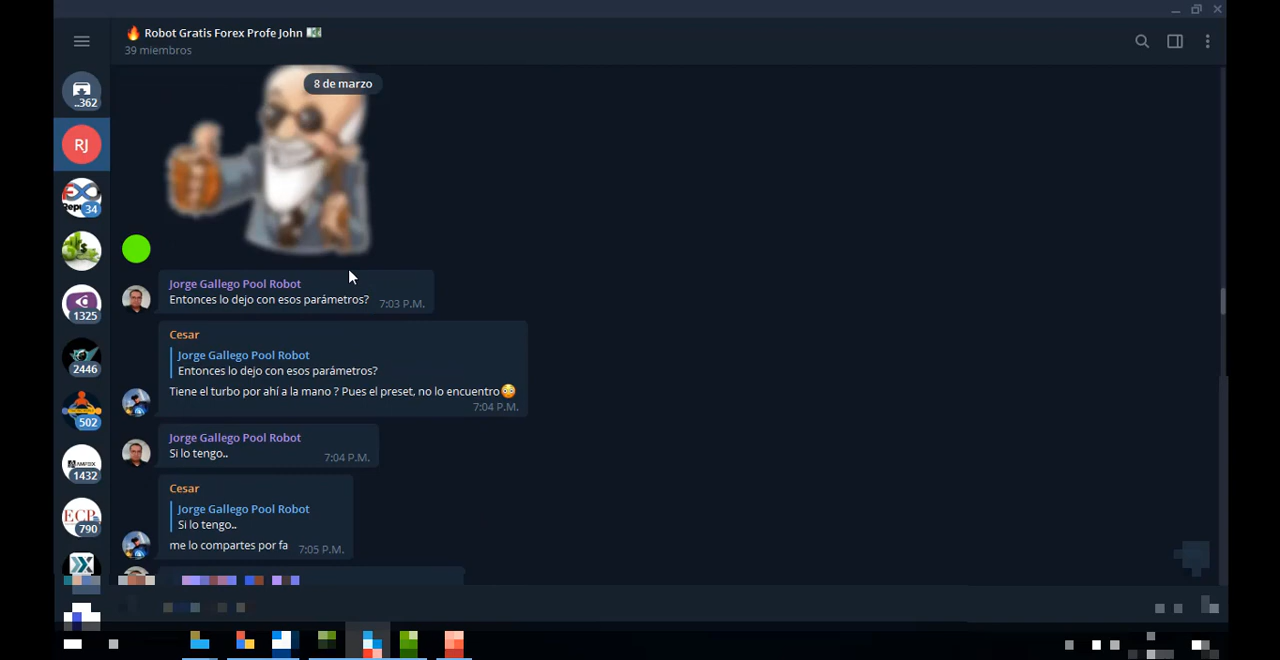 🔥 Robot Gratis Forex Profe John 💵
39 miembros
8 de marzo
..362
RJ
34
1325
2446
502
1432
ECP
790
Jorge Gallego Pool Robot
Entonces lo dejo con esos parámetros? 7:03 P.M.
Cesar
Jorge Gallego Pool Robot
Entonces lo dejo con esos parámetros?
Tiene el turbo por ahí a la mano ? Pues el preset, no lo encuentro😳
7:04 P.M.
Jorge Gallego Pool Robot
Si lo tengo.. 7:04 P.M.
Cesar
Jorge Gallego Pool Robot
Si lo tengo..
me lo compartes por fa 7:05 P.M.